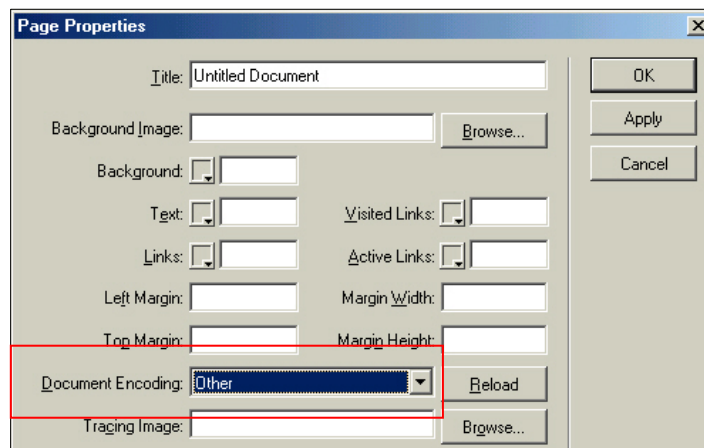 Page Properties
Title: Untitled Document
OK
Background Image: Browse...
Apply
Background:
Cancel
Text: Visited Links:
Links: Active Links:
Left Margin: Margin Width:
Top Margin: Margin Height:
Document Encoding: Other Reload
Tracing Image: Browse...